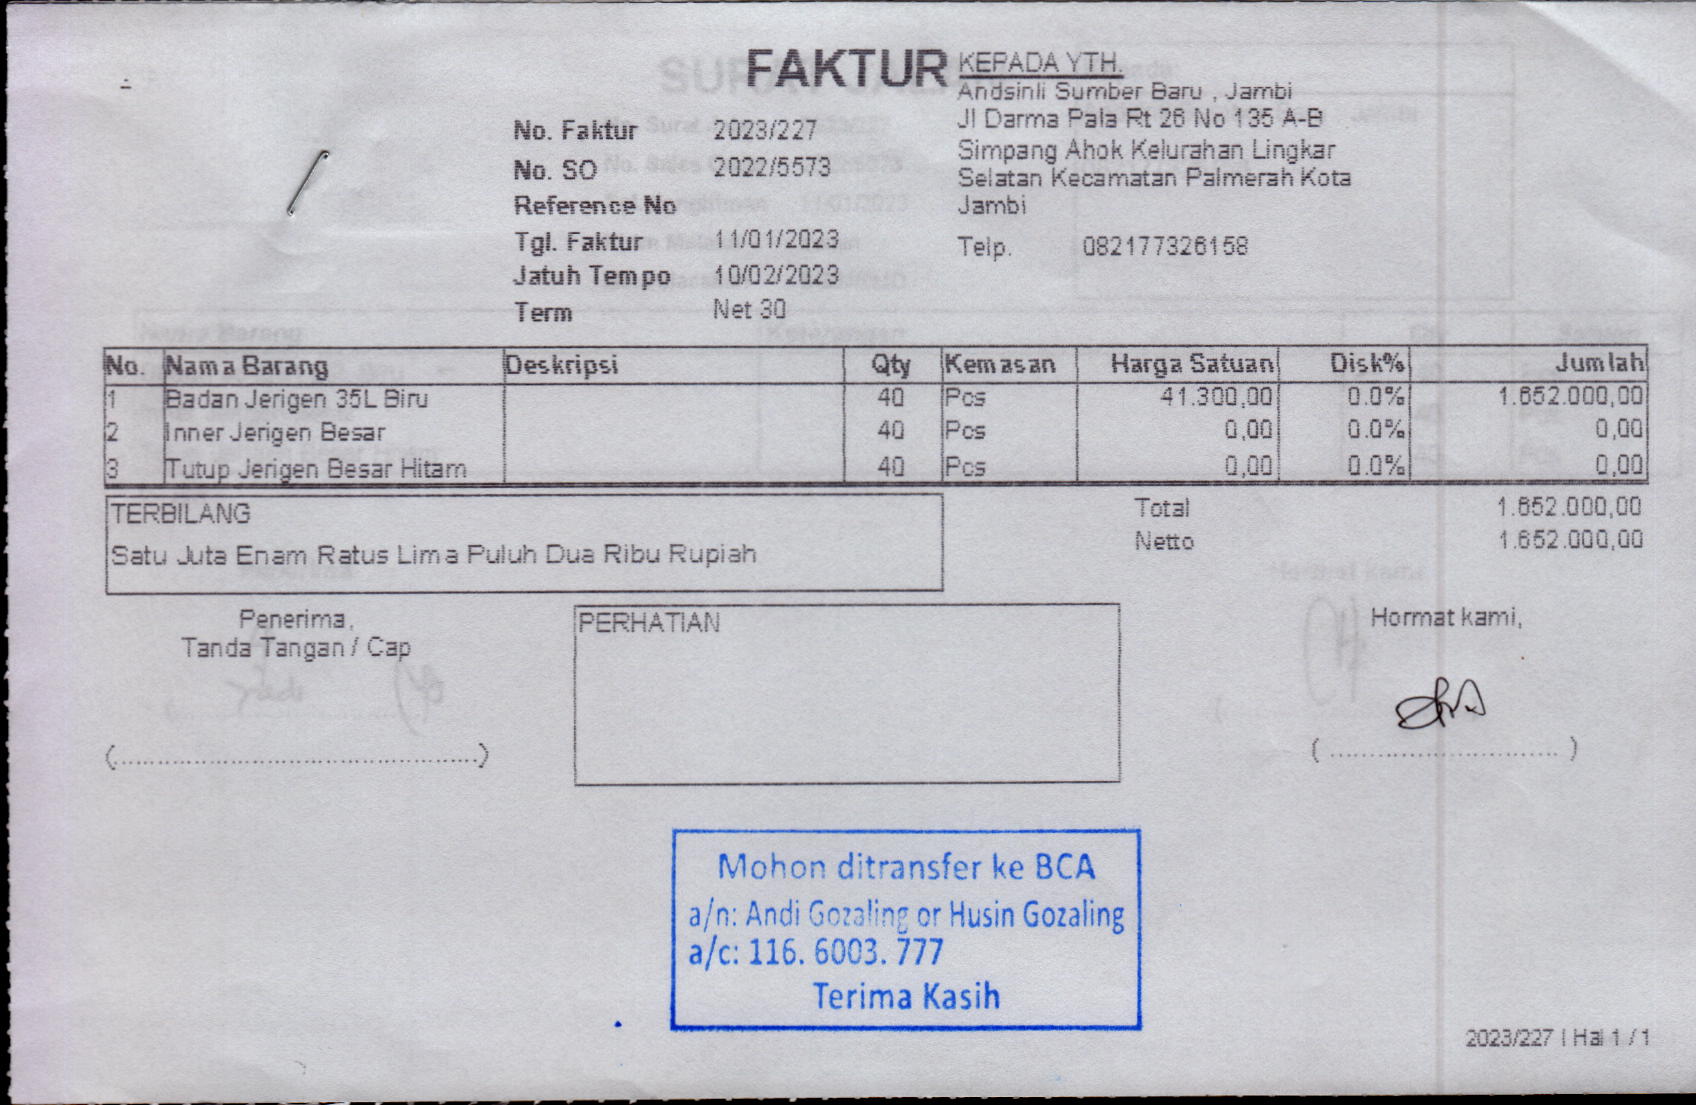 FAKTUR
KEPADA YTH.
Andsinli Sumber Baru , Jambi
Jl Darma Pala Rt 26 No 135 A-B
Simpang Ahok Kelurahan Lingkar
Selatan Kecamatan Palmerah Kota
Jambi
Telp. 082177326158
No. Faktur 2023/227
No. SO 2022/5573
Reference No
Tgl. Faktur 11/01/2023
Jatuh Tempo 10/02/2023
Term Net 30
No. Nama Barang Deskripsi Qty Kemasan Harga Satuan Disk% Jumlah
1 Badan Jerigen 35L Biru 40 Pcs 41.300,00 0.0% 1.652.000,00
2 Inner Jerigen Besar 40 Pcs 0,00 0.0% 0,00
3 Tutup Jerigen Besar Hitam 40 Pcs 0,00 0.0% 0,00
TERBILANG
Satu Juta Enam Ratus Lima Puluh Dua Ribu Rupiah
Total 1.652.000,00
Netto 1.652.000,00
Penerima,
Tanda Tangan / Cap
(...............................................)
PERHATIAN
Hormat kami,
( ............................... )
Mohon ditransfer ke BCA
a/n: Andi Gozaling or Husin Gozaling
a/c: 116. 6003. 777
Terima Kasih
2023/227 | Hal 1 / 1